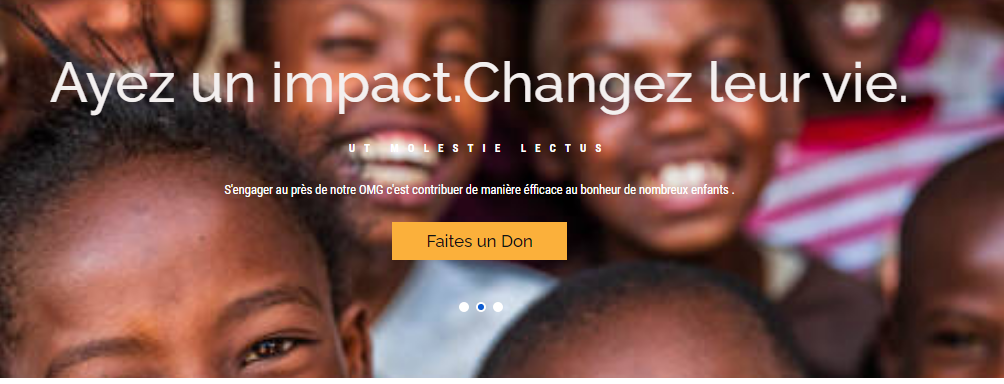 Ayez un impact.Changez leur vie.
UT MOLESTIE LECTUS
S'engager au près de notre OMG c'est contribuer de manière éfficace au bonheur de nombreux enfants .
Faites un Don